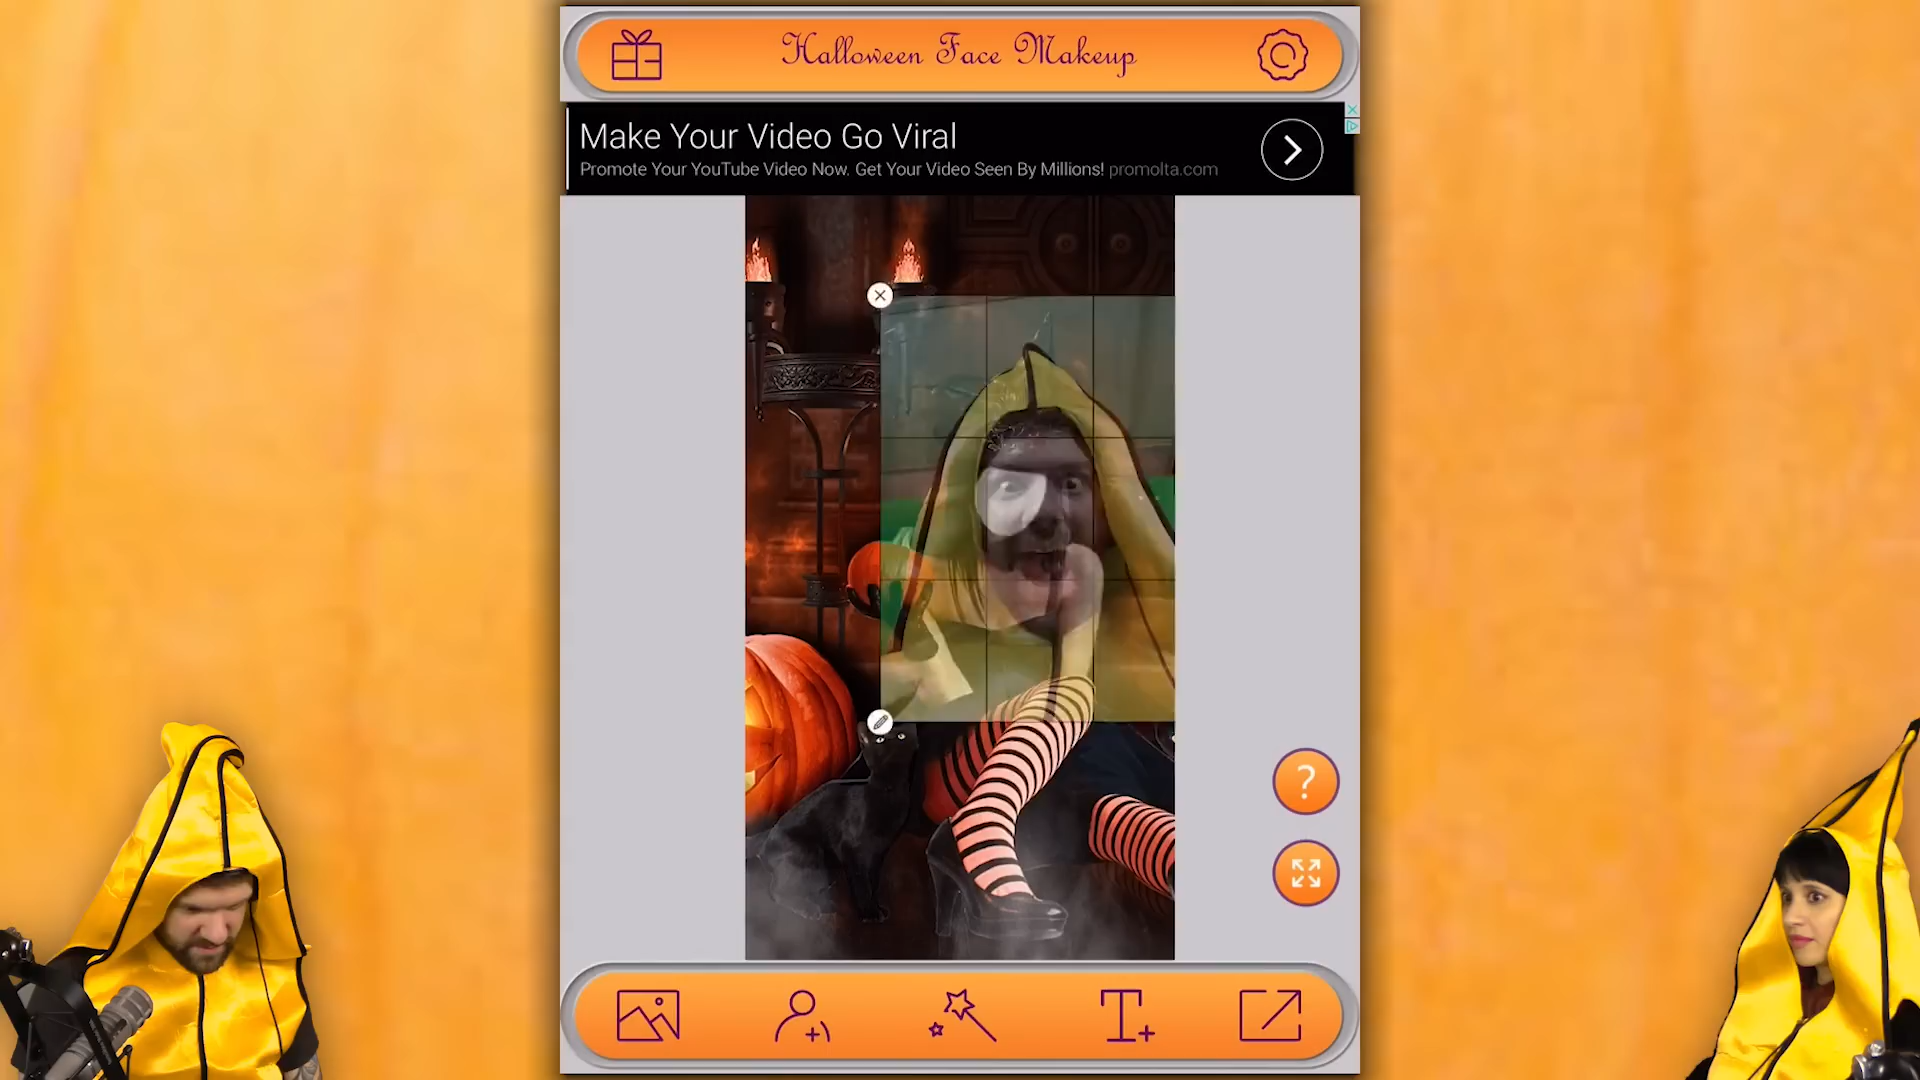 Halloween Face Makeup
Make Your Video Go Viral
Promote Your YouTube Video Now. Get Your Video Seen By Millions! promolta.com
?
T+